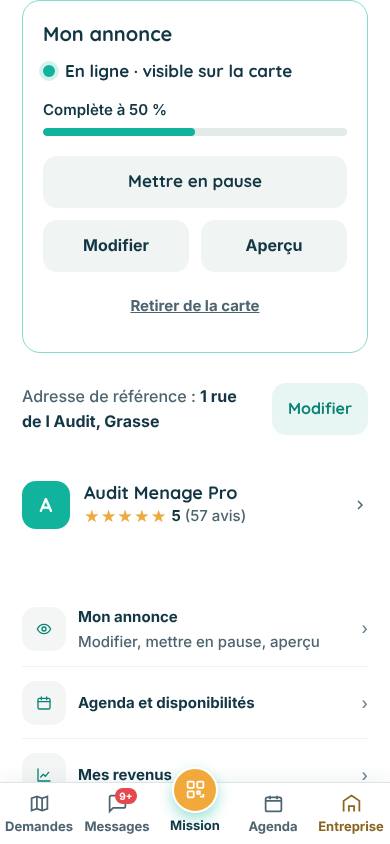 Mon annonce
En ligne · visible sur la carte
Complète à 50 %
Mettre en pause
Modifier
Aperçu
Retirer de la carte
Adresse de référence : 1 rue
de l Audit, Grasse
Modifier
A
Audit Menage Pro
★★★★★ 5 (57 avis)
Mon annonce
Modifier, mettre en pause, aperçu
Agenda et disponibilités
Mes revenus
9+
Demandes
Messages
Mission
Agenda
Entreprise